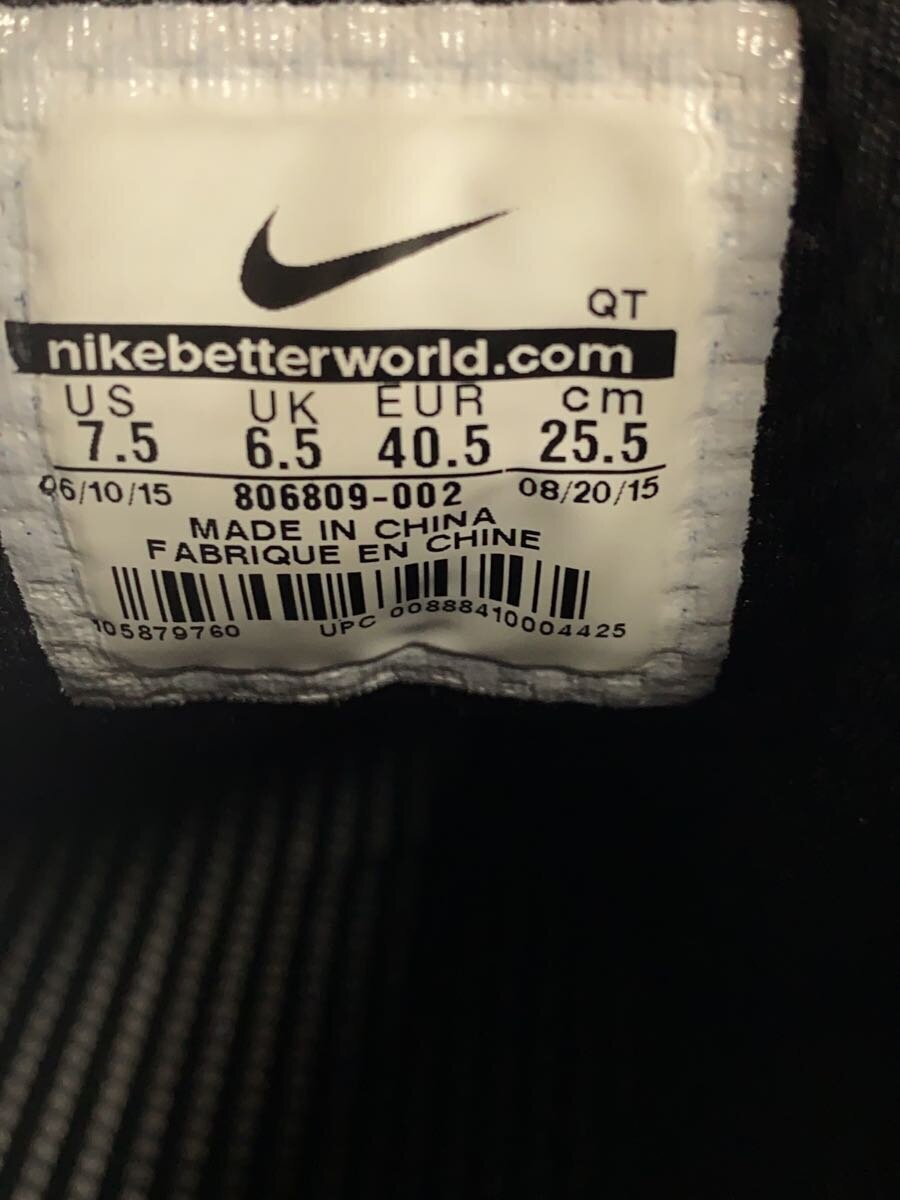 QT
nikebetterworld.com
US UK EUR cm
7.5 6.5 40.5 25.5
06/10/15 806809-002 08/20/15
MADE IN CHINA
FABRIQUE EN CHINE
105879760 UPC 00888410004425